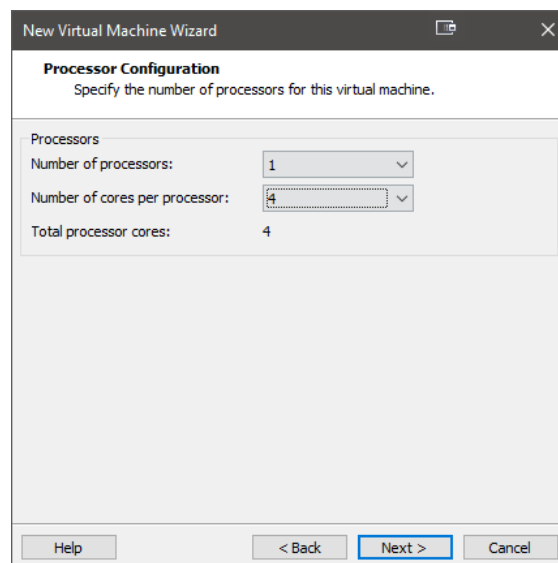 New Virtual Machine Wizard
Processor Configuration
Specify the number of processors for this virtual machine.
Processors
Number of processors: 1
Number of cores per processor: 4
Total processor cores: 4
Help < Back Next > Cancel